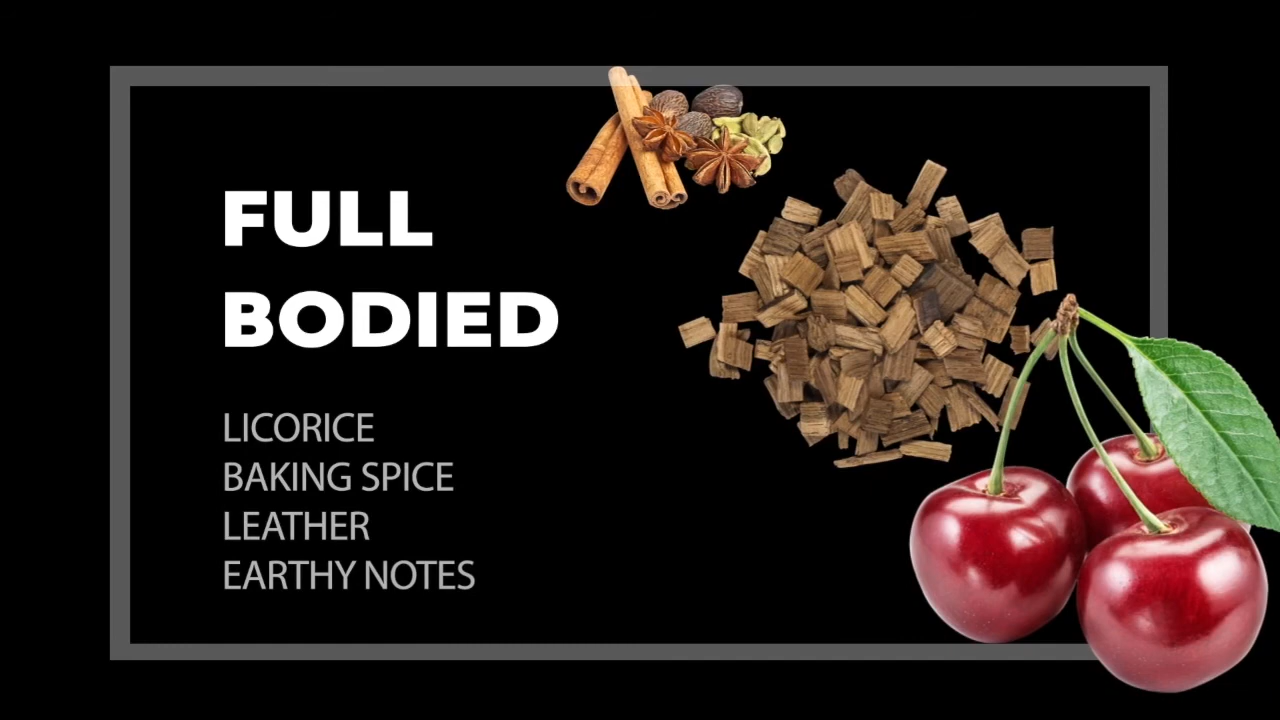 FULL
BODIED
LICORICE
BAKING SPICE
LEATHER
EARTHY NOTES